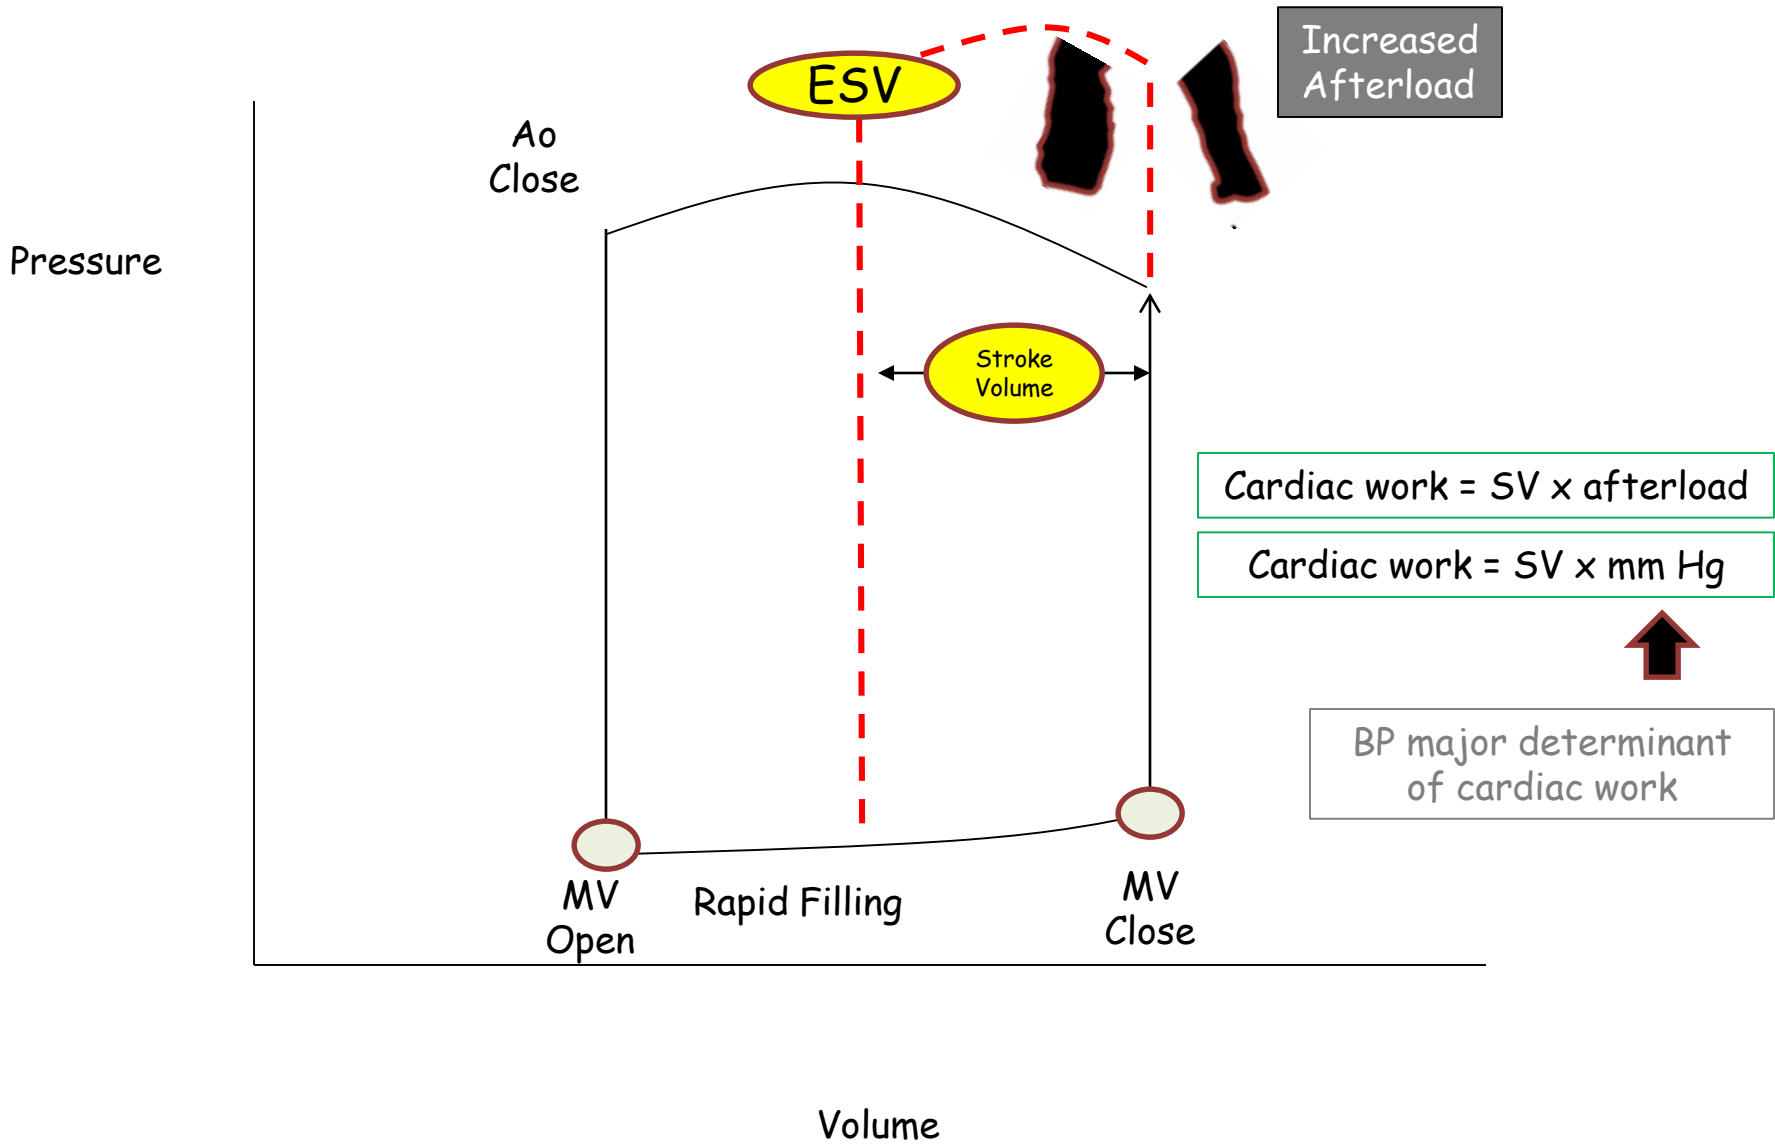 Increased
Afterload
ESV
Ao
Close
Pressure
Stroke
Volume
Cardiac work = SV x afterload
Cardiac work = SV x mm Hg
BP major determinant
of cardiac work
MV
Open
Rapid Filling
MV
Close
Volume